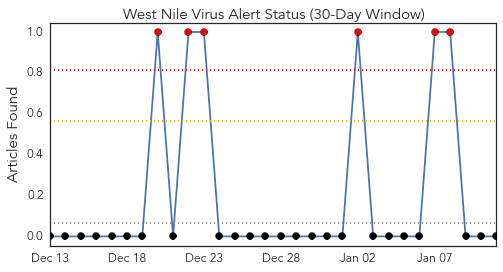 West Nile Virus Alert Status (30-Day Window)
Articles Found
1.0
0.8
0.6
0.4
0.2
0.0
Dec 13 Dec 18 Dec 23 Dec 28 Jan 02 Jan 07